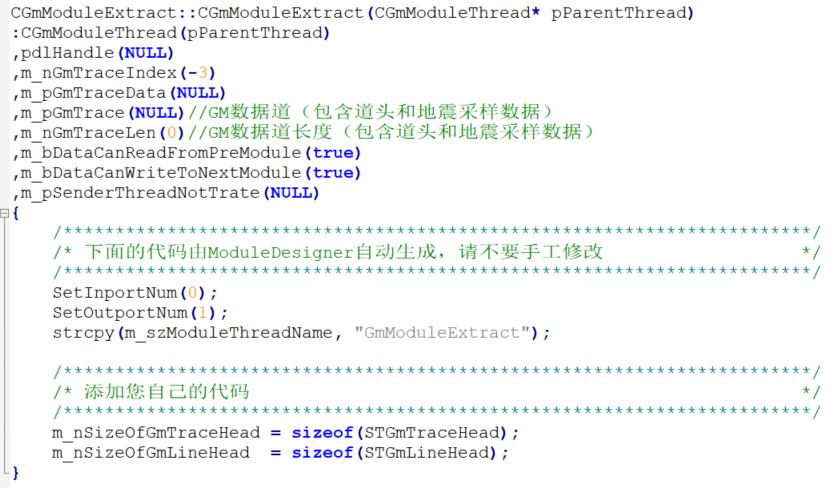 CGmModuleExtract::CGmModuleExtract(CGmModuleThread* pParentThread)
:CGmModuleThread(pParentThread)
,pdlHandle(NULL)
,m_nGmTraceIndex(-3)
,m_pGmTraceData(NULL)
,m_pGmTrace(NULL)//GM数据道（包含道头和地震采样数据）
,m_nGmTraceLen(0)//GM数据道长度（包含道头和地震采样数据）
,m_bDataCanReadFromPreModule(true)
,m_bDataCanWriteToNextModule(true)
,m_pSenderThreadNotTrate(NULL)
{
    /************************************************************************/
    /* 下面的代码由ModuleDesigner自动生成，请不要手工修改                   */
    /************************************************************************/
    SetInportNum(0);
    SetOutportNum(1);
    strcpy(m_szModuleThreadName, "GmModuleExtract");
    /************************************************************************/
    /* 添加您自己的代码                                                     */
    /************************************************************************/
    m_nSizeOfGmTraceHead = sizeof(STGmTraceHead);
    m_nSizeOfGmLineHead  = sizeof(STGmLineHead);
}